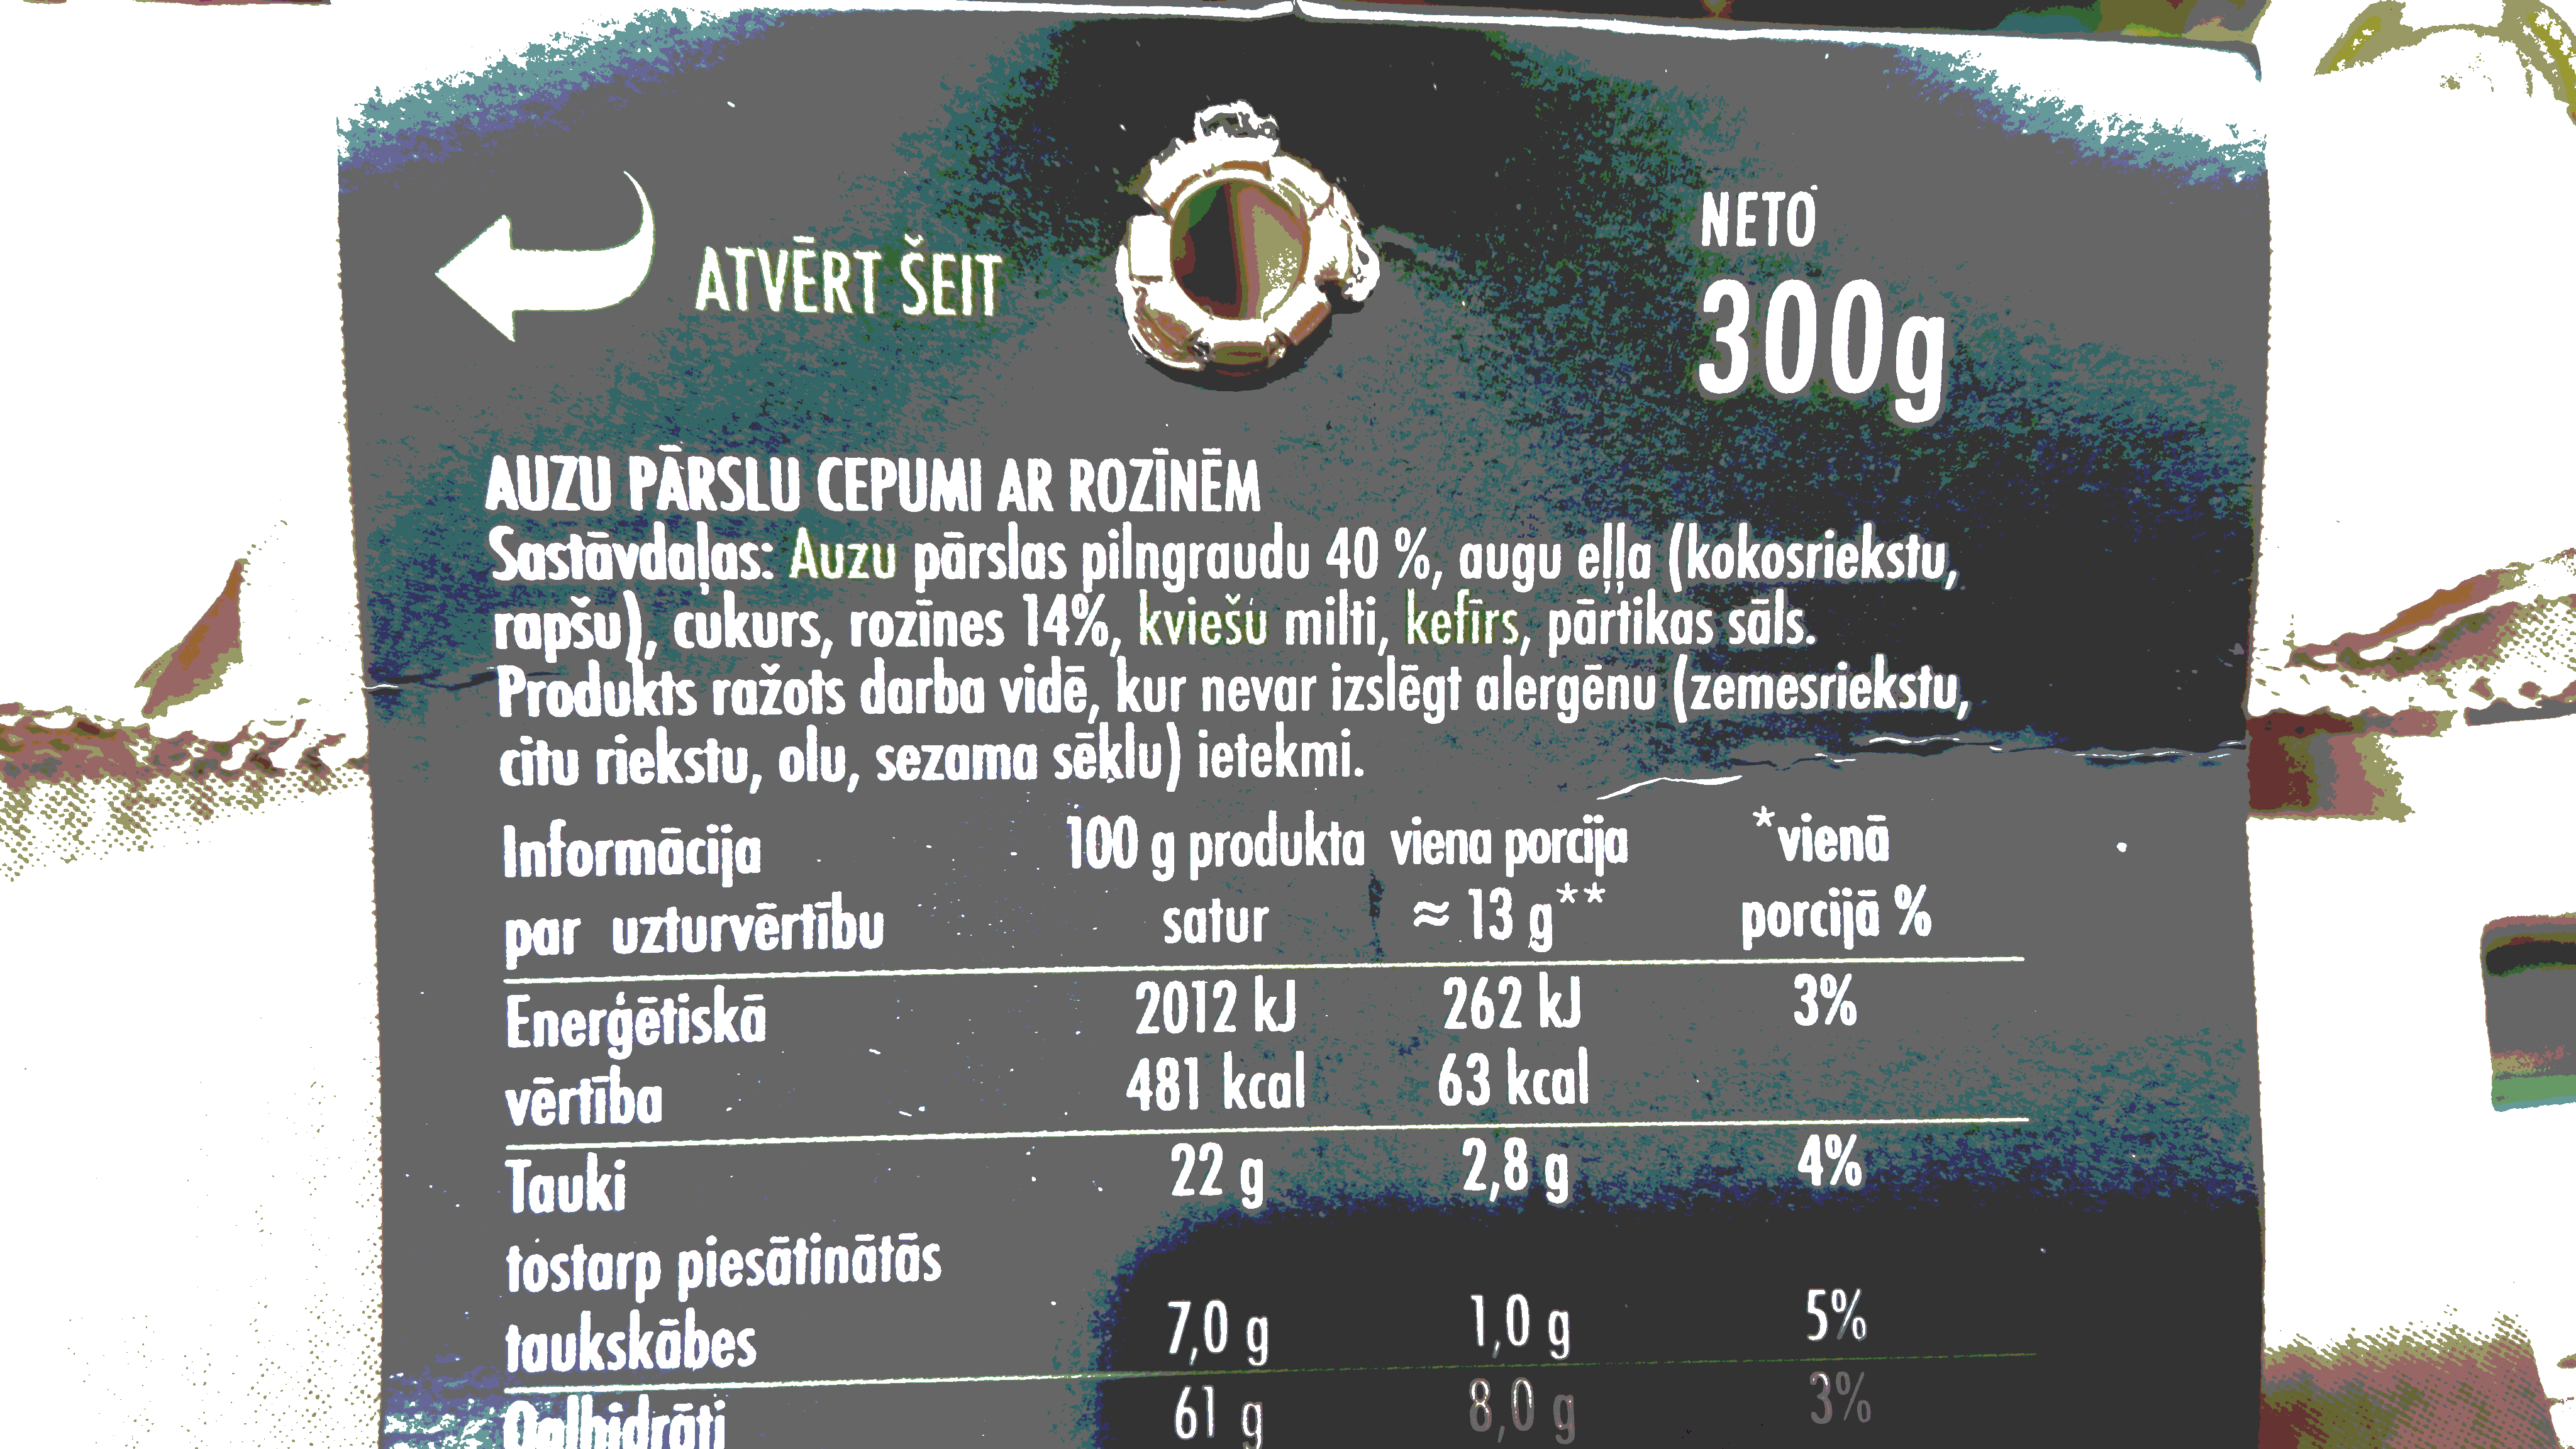 ATVĒRT ŠEIT
NETO
300g
AUZU PĀRSLU CEPUMI AR ROZĪNĒM
Sastāvdaļas: Auzu pārslas pilngraudu 40 %, augu eļļa (kokosriekstu,
rapšu), cukurs, rozīnes 14%, kviešu milti, kefīrs, pārtikas sāls.
Produkts ražots darba vidē, kur nevar izslēgt alergēnu (zemesriekstu,
citu riekstu, olu, sezama sēklu) ietekmi.
Informācija 100 g produkta viena porcija *vienā
par uzturvērtību satur ≈ 13 g** porcijā %
Enerģētiskā 2012 kJ 262 kJ 3%
vērtība 481 kcal 63 kcal
Tauki 22 g 2,8 g 4%
tostarp piesātinātās
taukskābes 7,0 g 1,0 g 5%
Ogļhidrāti 61 g 8,0 g 3%